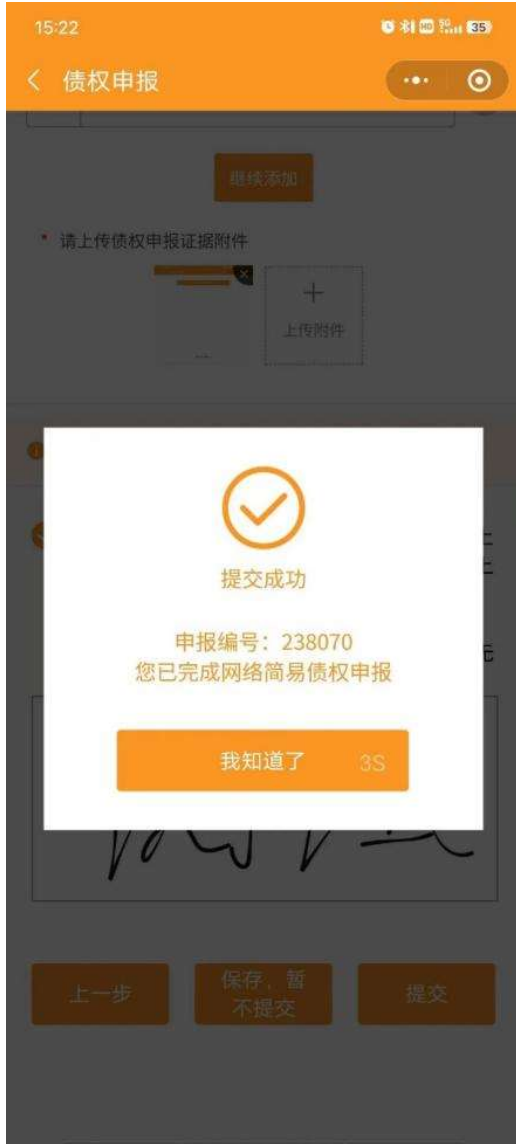 15:22
HD 5G 35
债权申报
继续添加
* 请上传债权申报证据附件
上传附件
提交成功
申报编号：238070
您已完成网络简易债权申报
我知道了 3S
上一步
保存，暂
不提交
提交